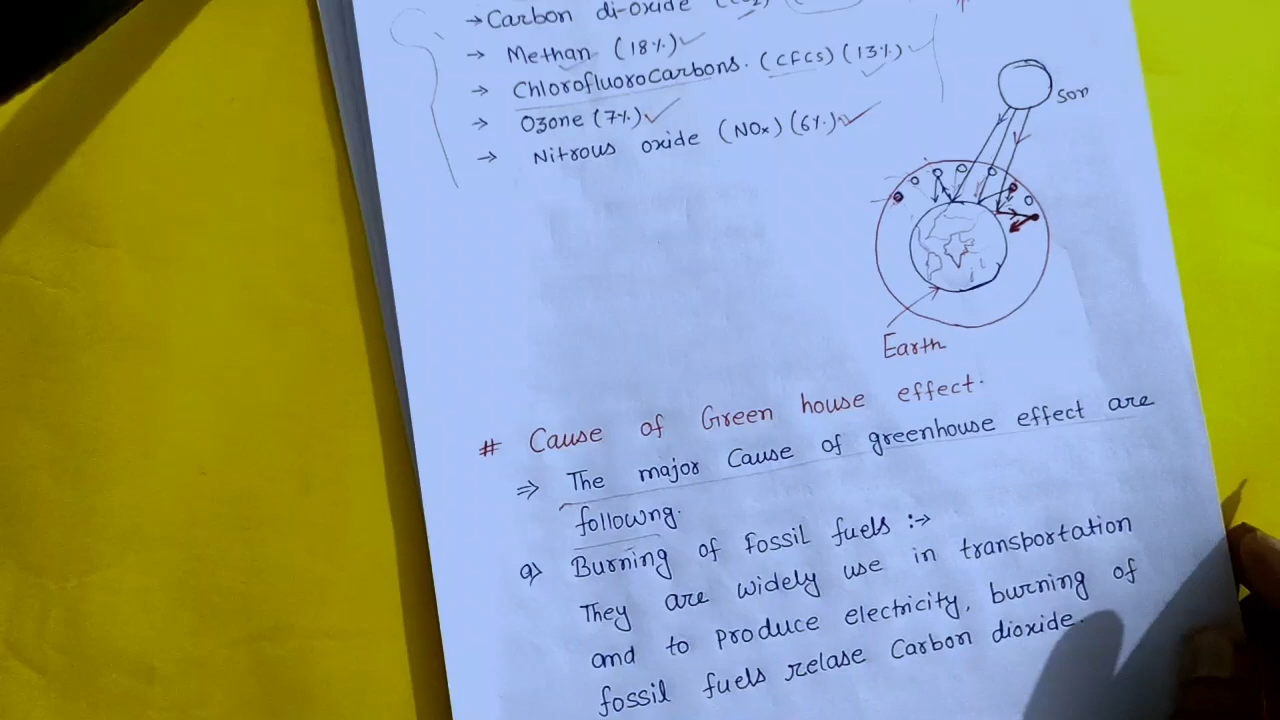 → Carbon di-oxide
→ Methan (18%)
→ Chlorofluorocarbons. (CFCs) (13%)
→ Ozone (7%)
→ Nitrous oxide (NOx) (6%)
Son
Earth
# Cause of Green house effect.
⇒ The major Cause of greenhouse effect are
followng.
a) Burning of fossil fuels :→
They are widely use in transportation
and to produce electricity, burning of
fossil fuels relase Carbon dioxide.